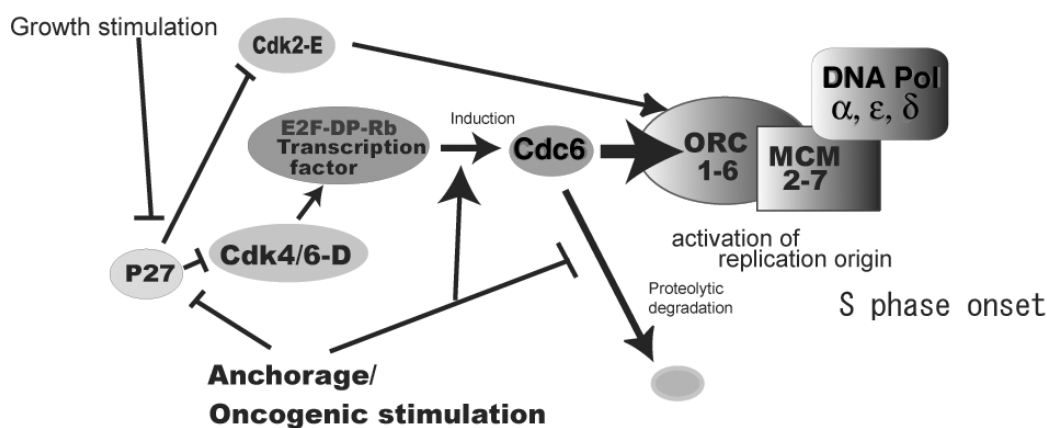 Growth stimulation
Cdk2-E
DNA Pol
α, ε, δ
E2F-DP-Rb
Transcription
factor
Induction
Cdc6
ORC
1-6
MCM
2-7
P27
Cdk4/6-D
activation of
replication origin
Proteolytic
degradation
S phase onset
Anchorage/
Oncogenic stimulation